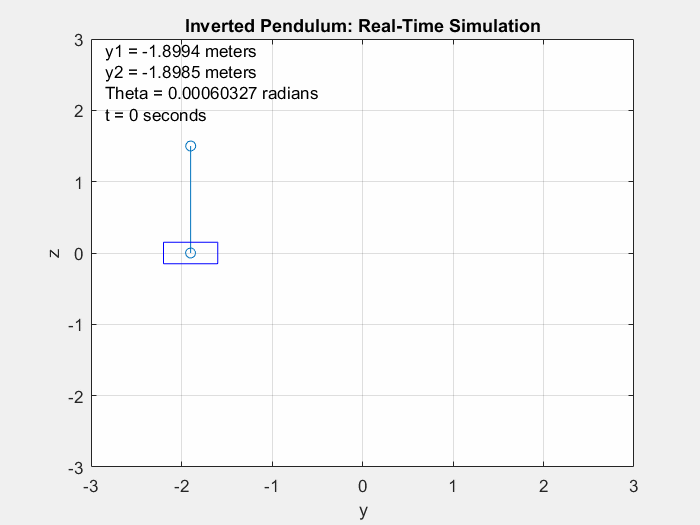 Inverted Pendulum: Real-Time Simulation
y1 = -1.8994 meters
y2 = -1.8985 meters
Theta = 0.00060327 radians
t = 0 seconds
3
2
1
0
-1
-2
-3
z
-3 -2 -1 0 1 2 3
y